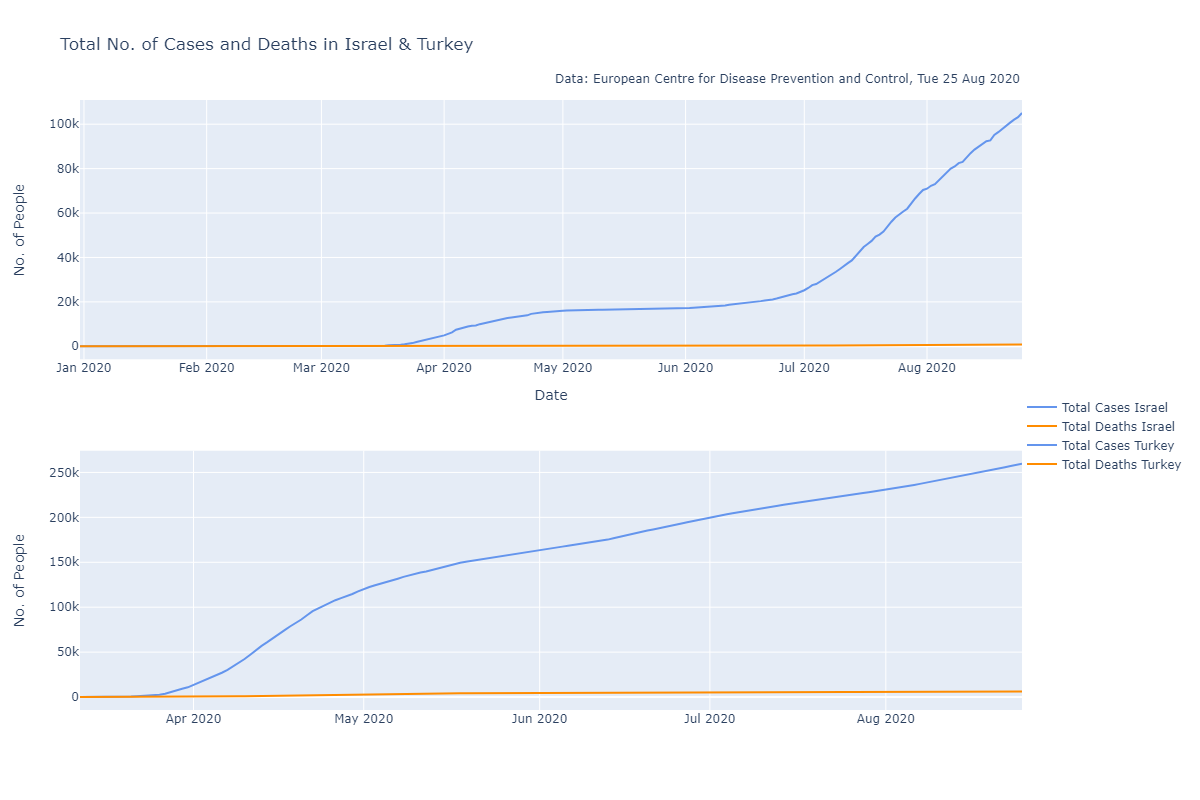 Total No. of Cases and Deaths in Israel & Turkey
Data: European Centre for Disease Prevention and Control, Tue 25 Aug 2020
No. of People
100k
80k
60k
40k
20k
0
Jan 2020 Feb 2020 Mar 2020 Apr 2020 May 2020 Jun 2020 Jul 2020 Aug 2020
Date
Total Cases Israel
Total Deaths Israel
Total Cases Turkey
Total Deaths Turkey
No. of People
250k
200k
150k
100k
50k
0
Apr 2020 May 2020 Jun 2020 Jul 2020 Aug 2020